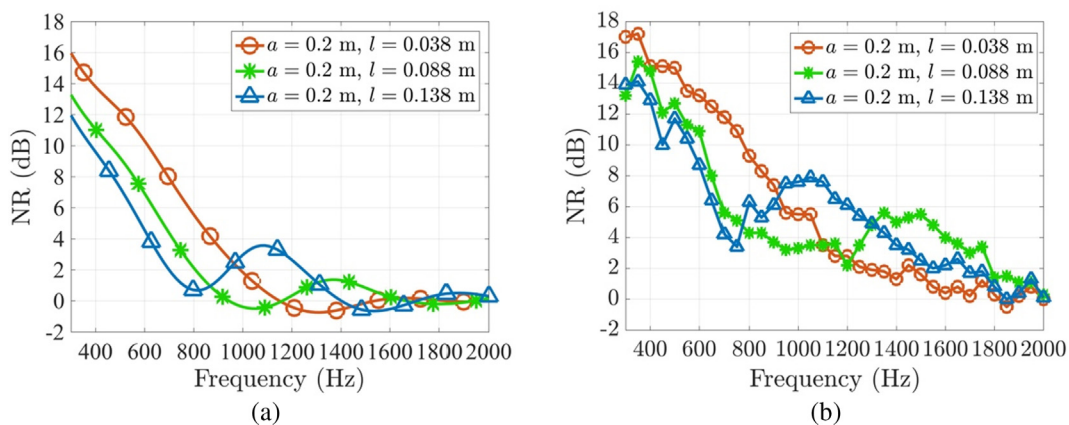 18
16
14
12
10
8
6
4
2
0
-2
NR (dB)
a = 0.2 m, l = 0.038 m
a = 0.2 m, l = 0.088 m
a = 0.2 m, l = 0.138 m
400 600 800 1000 1200 1400 1600 1800 2000
Frequency (Hz)
(a)
18
16
14
12
10
8
6
4
2
0
-2
NR (dB)
a = 0.2 m, l = 0.038 m
a = 0.2 m, l = 0.088 m
a = 0.2 m, l = 0.138 m
400 600 800 1000 1200 1400 1600 1800 2000
Frequency (Hz)
(b)